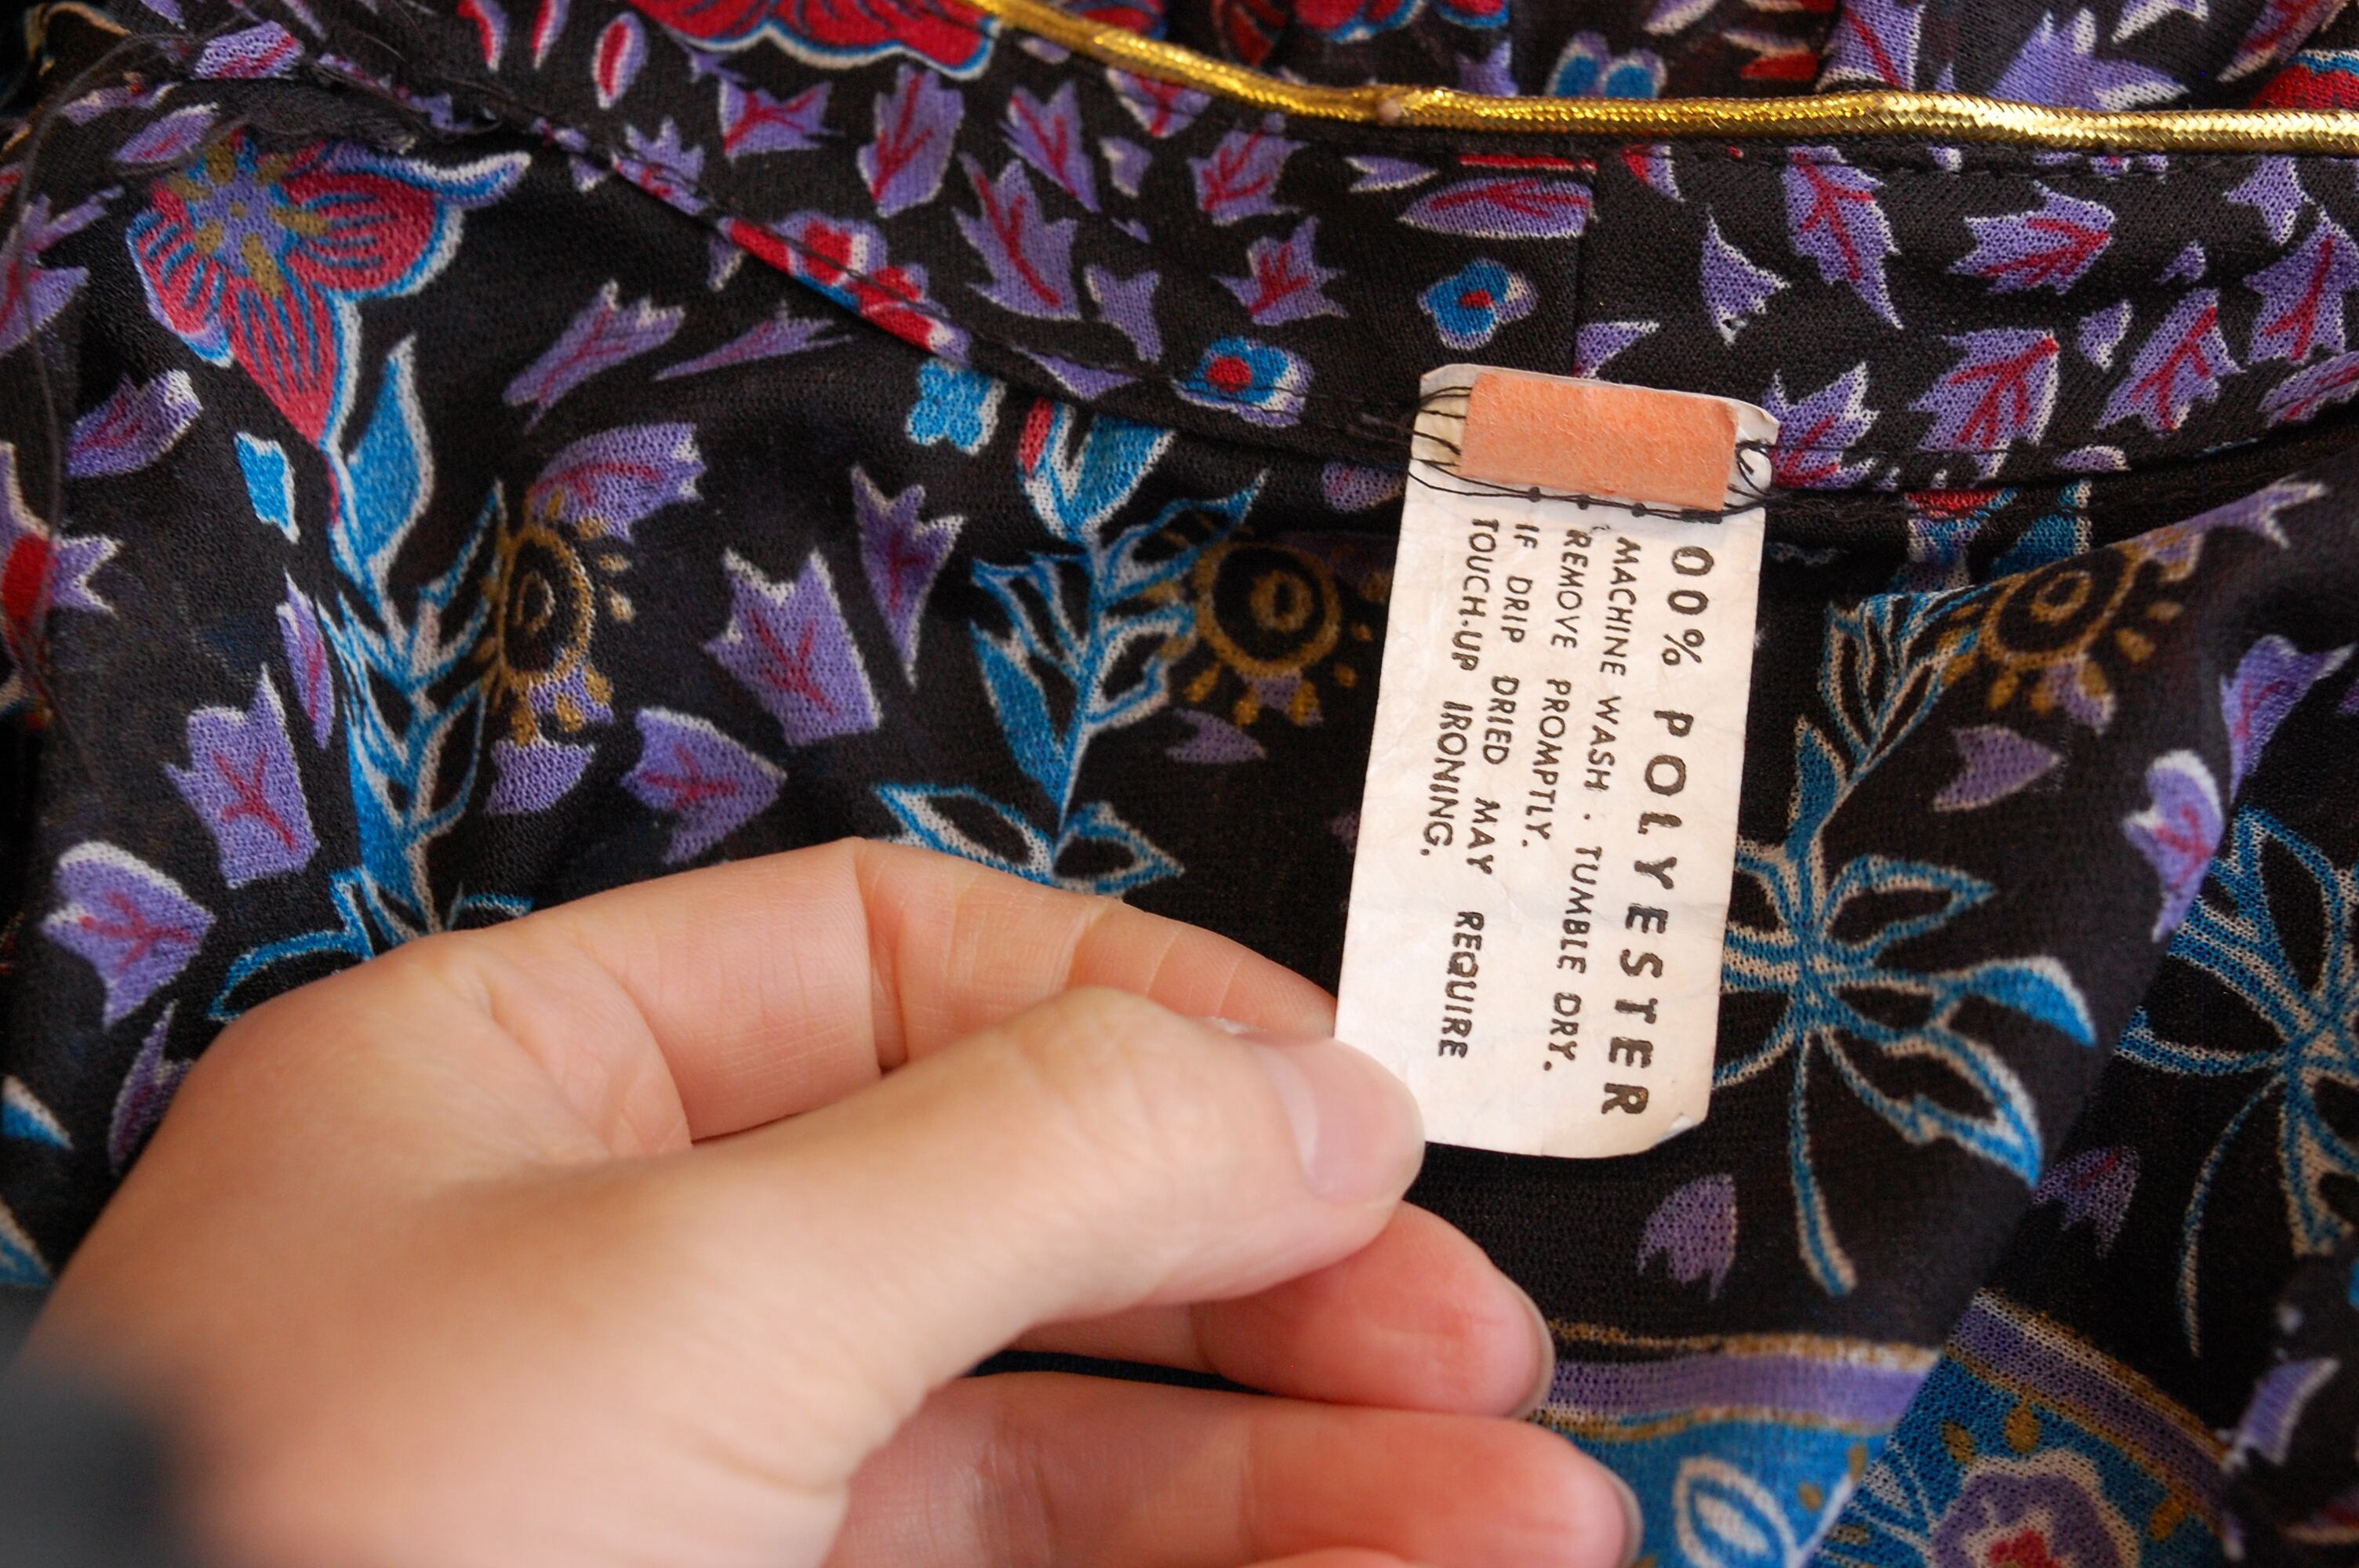 00% POLYESTER
MACHINE WASH . TUMBLE DRY.
REMOVE PROMPTLY.
IF DRIP DRIED MAY REQUIRE
TOUCH-UP IRONING.